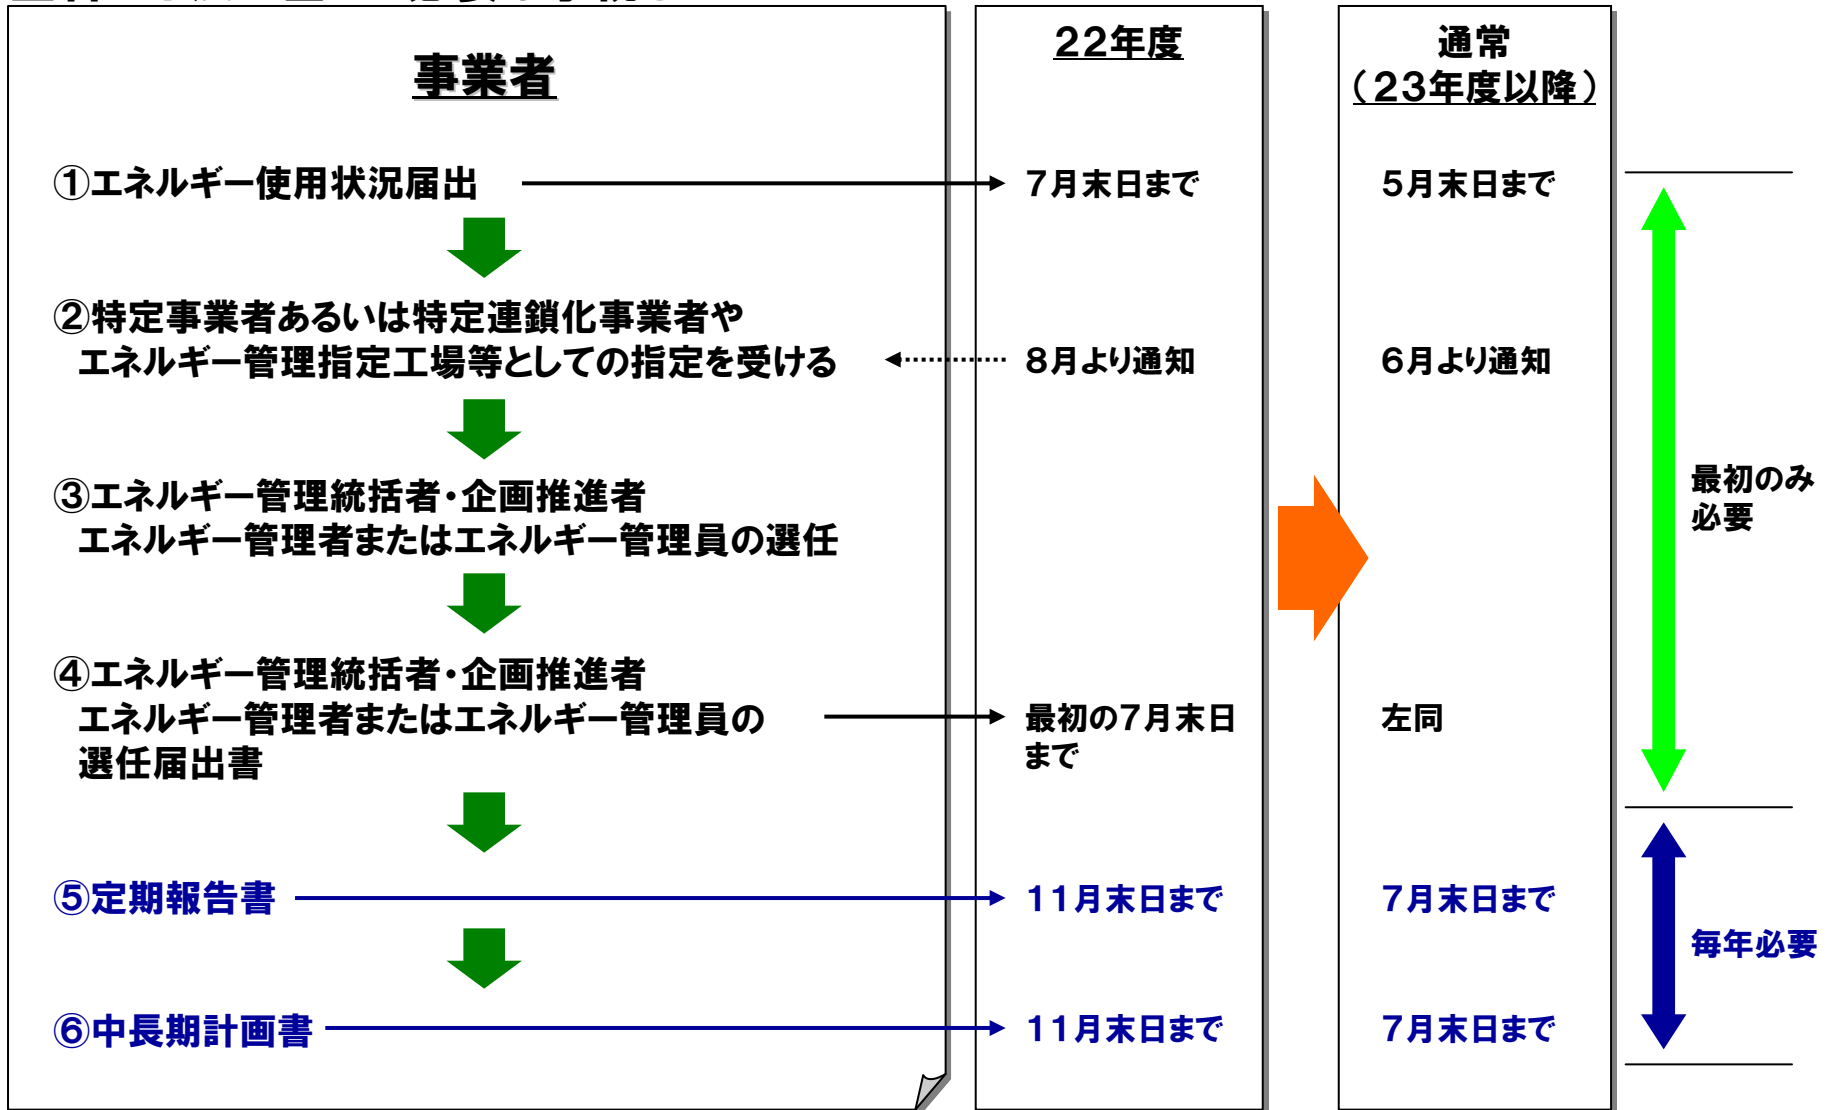 事業者
①エネルギー使用状況届出
②特定事業者あるいは特定連鎖化事業者や
エネルギー管理指定工場等としての指定を受ける
③エネルギー管理統括者・企画推進者
エネルギー管理者またはエネルギー管理員の選任
④エネルギー管理統括者・企画推進者
エネルギー管理者またはエネルギー管理員の
選任届出書
⑤定期報告書
⑥中長期計画書
22年度
7月末日まで
8月より通知
最初の7月末日
まで
11月末日まで
11月末日まで
通常
(23年度以降)
5月末日まで
6月より通知
左同
7月末日まで
7月末日まで
最初のみ
必要
毎年必要